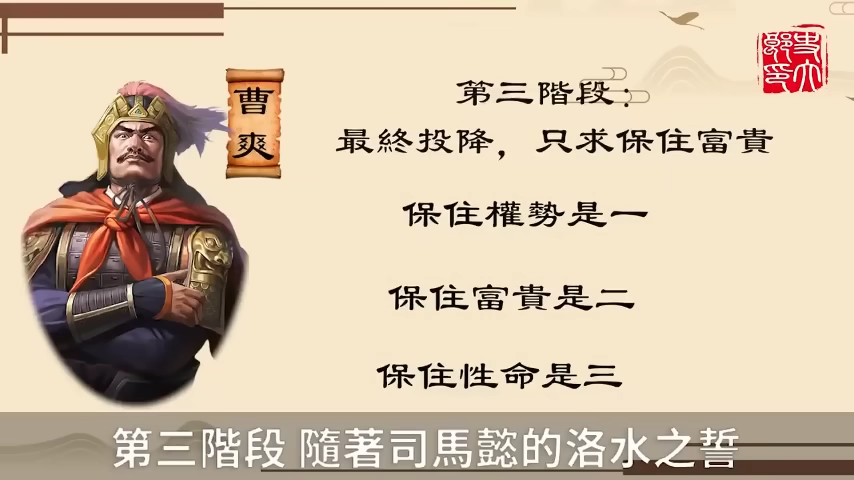 曹爽
第三階段：
最終投降，只求保住富貴
保住權勢是一
保住富貴是二
保住性命是三
第三階段 隨著司馬懿的洛水之誓